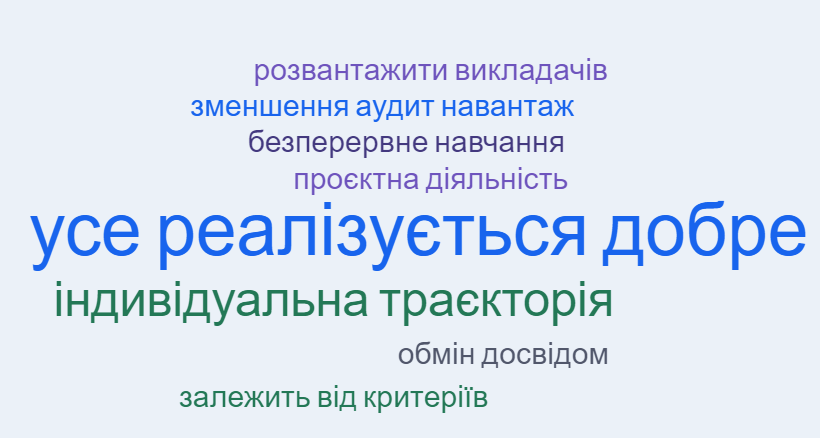 розвантажити викладачів
зменшення аудит навантаж
безперервне навчання
проєктна діяльність
усе реалізується добре
індивідуальна траєкторія
обмін досвідом
залежить від критеріїв